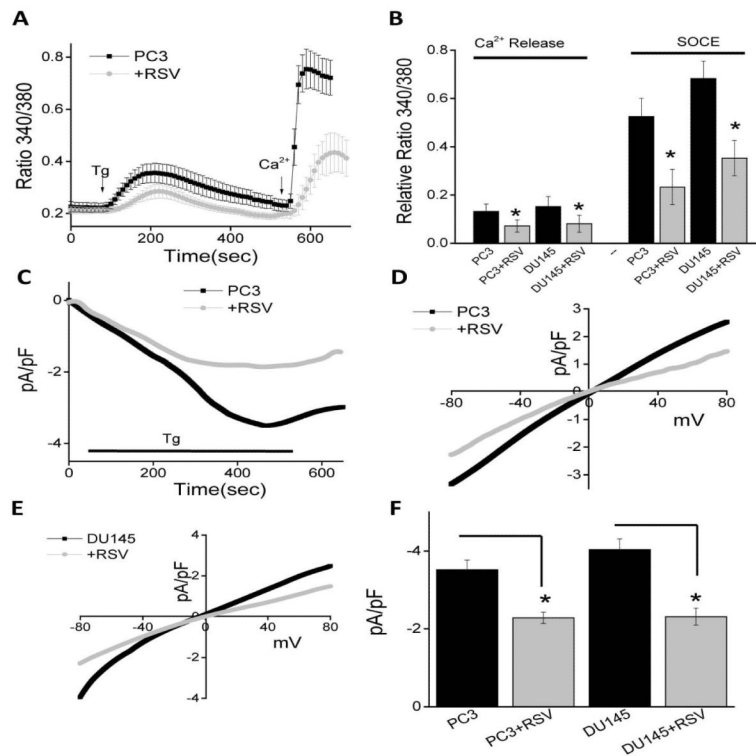 A
PC3
+RSV
Ratio 340/380
0.8
0.6
0.4
0.2
Tg
Ca²⁺
0
200
400
600
Time(sec)
B
Ca²⁺ Release
SOCE
Relative Ratio 340/380
0.8
0.6
0.4
0.2
0.0
*
*
*
*
PC3
PC3+RSV
DU145
DU145+RSV
–
PC3
PC3+RSV
DU145
DU145+RSV
C
PC3
+RSV
pA/pF
0
-2
-4
Tg
0
200
400
600
Time(sec)
D
PC3
+RSV
pA/pF
3
2
1
0
-1
-2
-3
-80
-40
0
40
80
mV
E
DU145
+RSV
pA/pF
4
2
0
-2
-4
-80
-40
0
40
80
mV
F
pA/pF
-4
-2
0
*
*
PC3
PC3+RSV
DU145
DU145+RSV